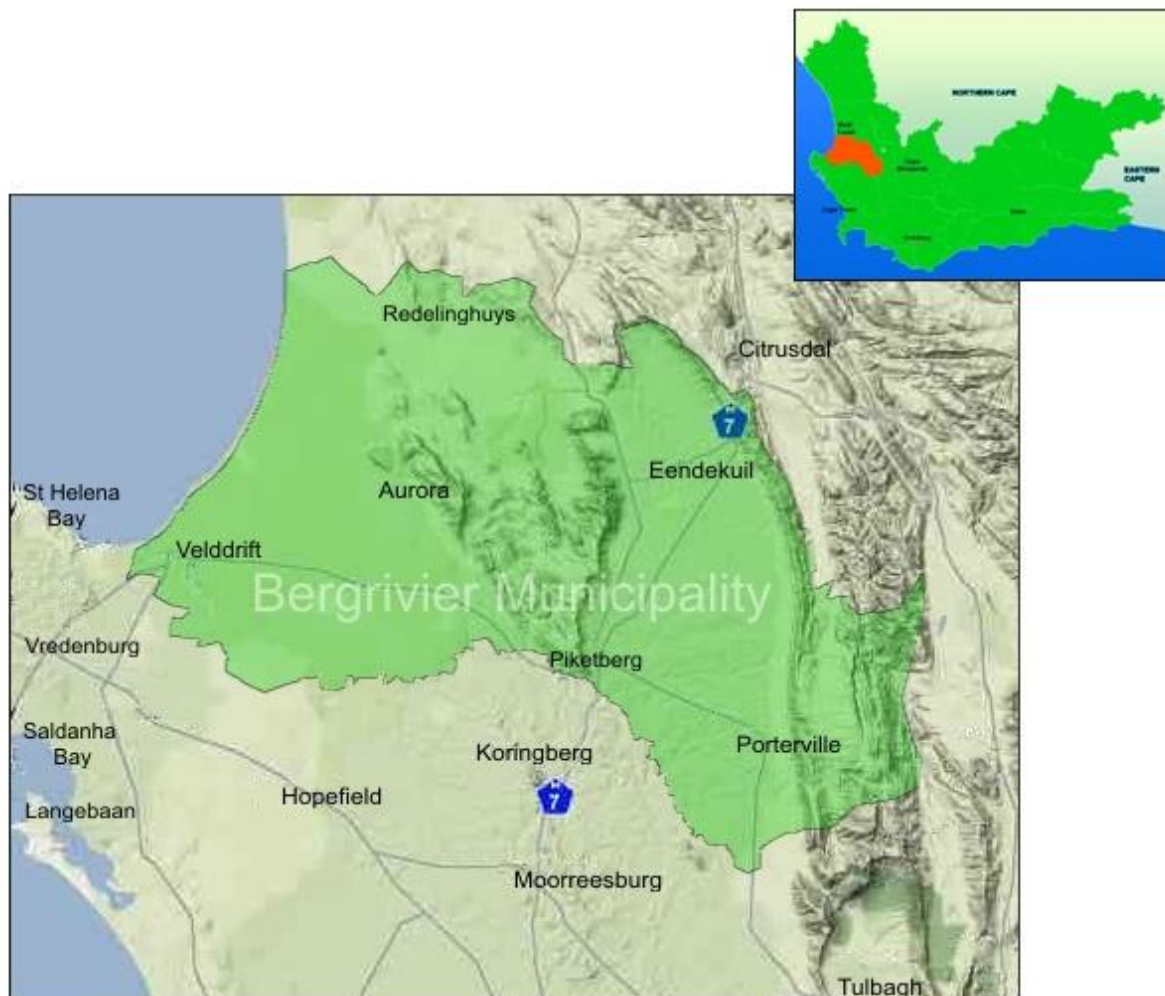 NORTHERN CAPE
EASTERN
CAPE
Redelinghuys
Citrusdal
7
Eendekuil
Aurora
St Helena
Bay
Velddrift
Bergrivier Municipality
Vredenburg
Piketberg
Saldanha
Bay
Porterville
Koringberg
7
Hopefield
Langebaan
Moorreesburg
Tulbagh